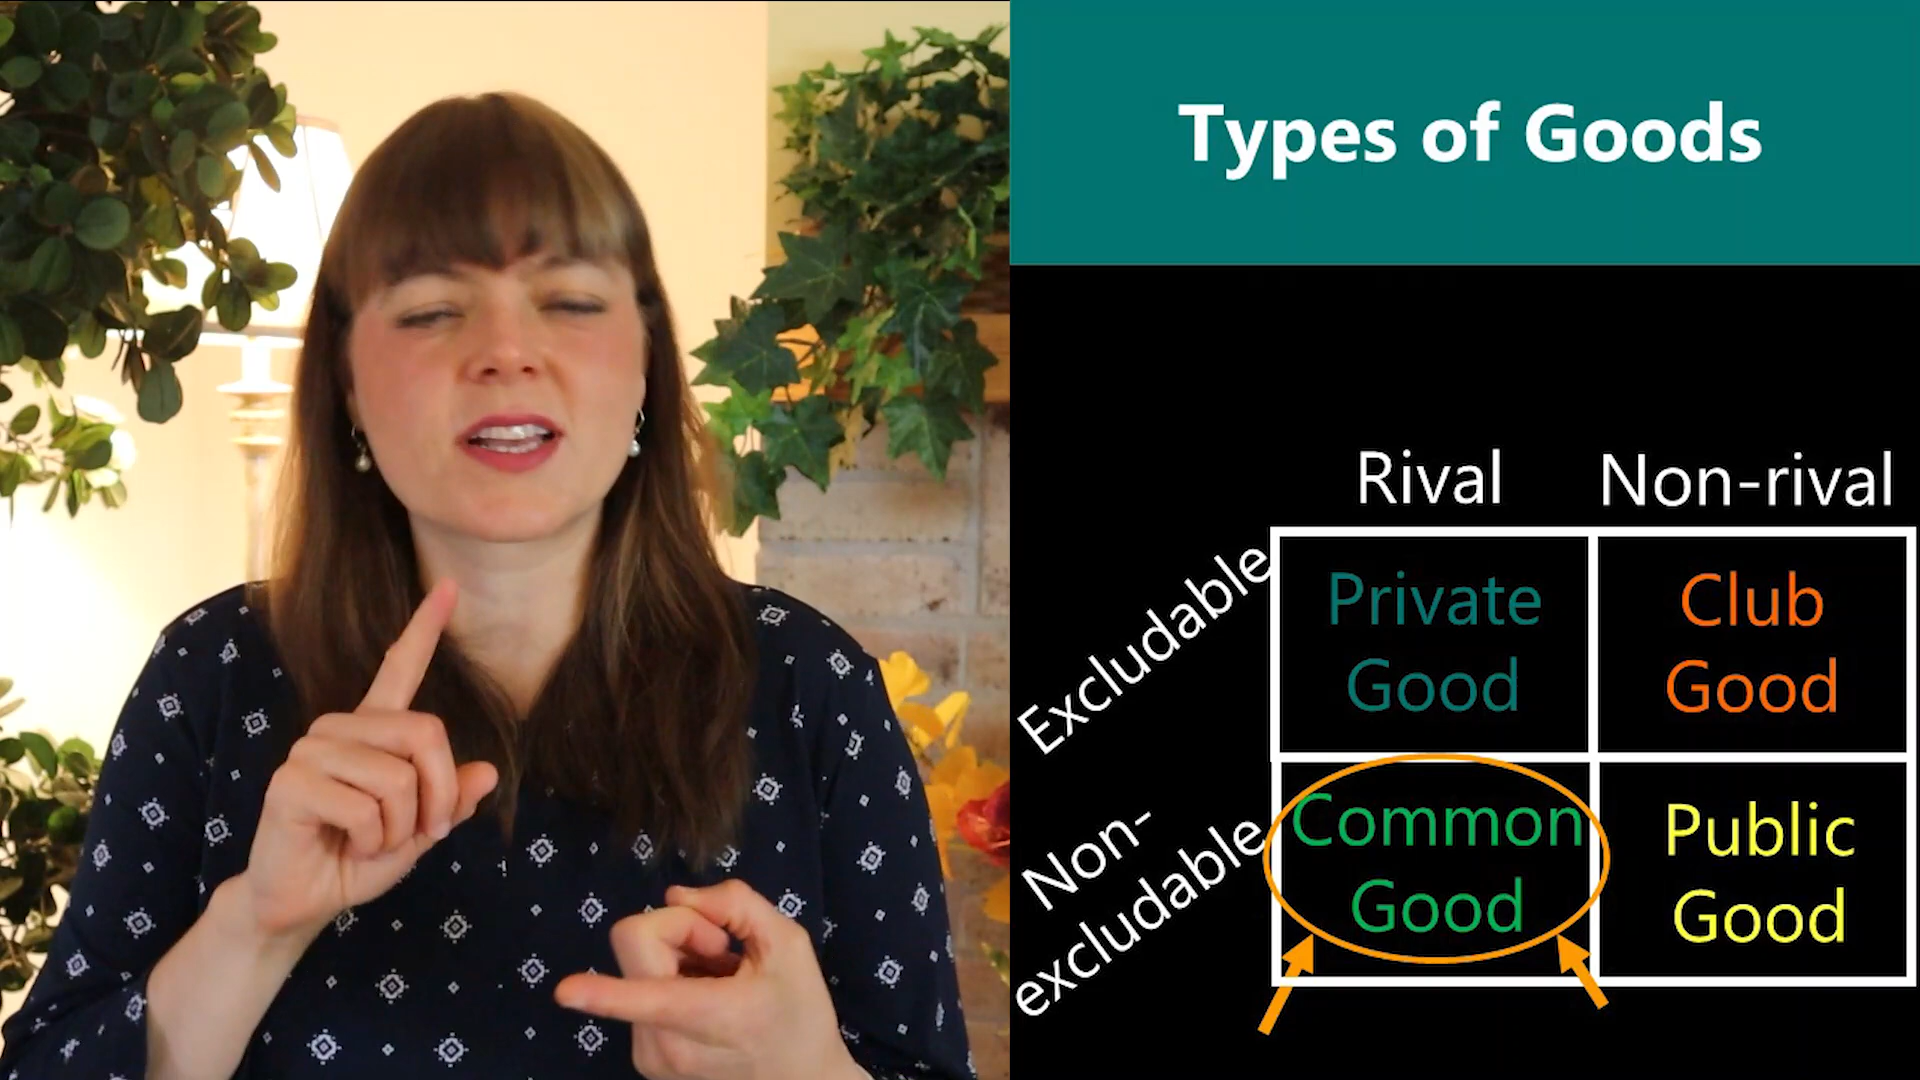 Types of Goods
Rival Non-rival
Excludable
Private
Good
Club
Good
Non-
excludable
Common
Good
Public
Good